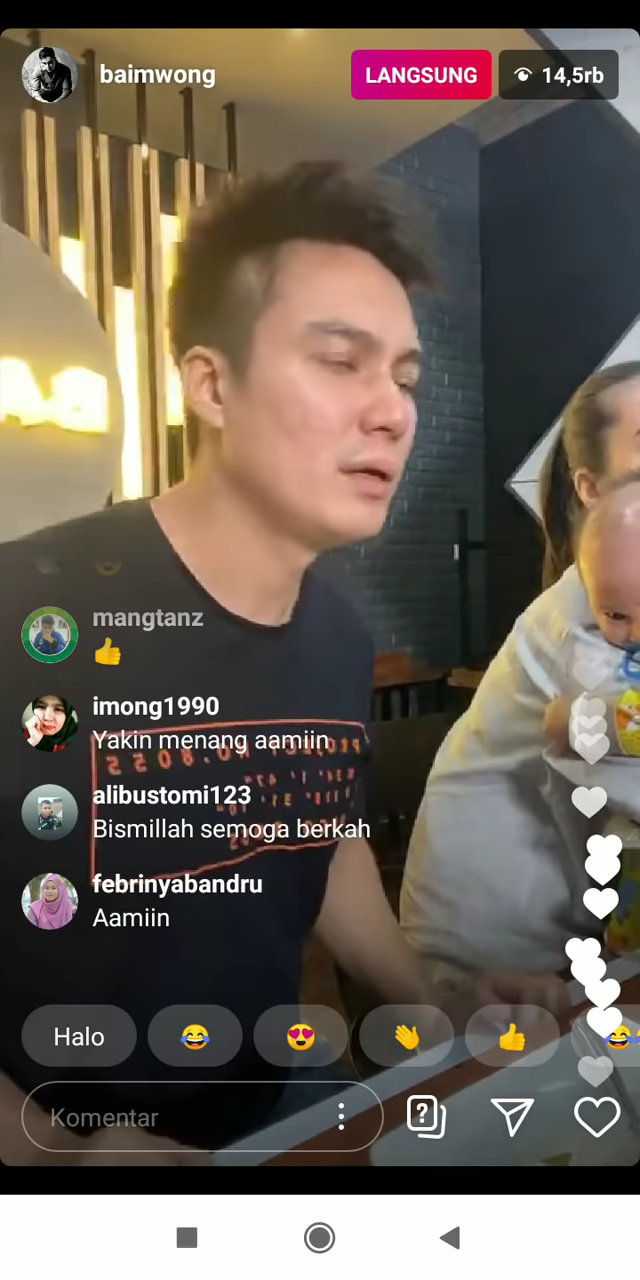 baimwong
LANGSUNG
14,5rb
mangtanz
👍
imong1990
Yakin menang aamiin
alibustomi123
Bismillah semoga berkah
febrinyabandru
Aamiin
Halo
😂
😍
👋
👍
😂
Komentar